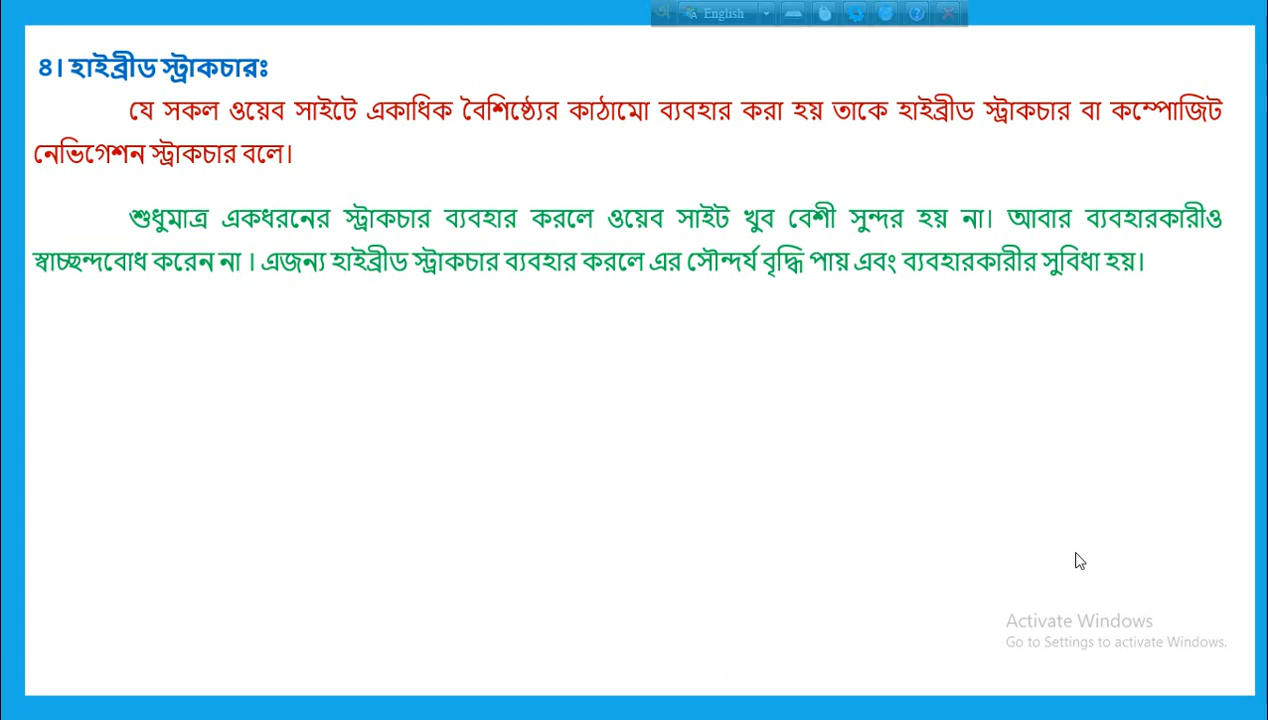 English
৪। হাইব্রীড স্ট্রাকচারঃ
যে সকল ওয়েব সাইটে একাধিক বৈশিষ্ঠ্যের কাঠামো ব্যবহার করা হয় তাকে হাইব্রীড স্ট্রাকচার বা কম্পোজিট
নেভিগেশন স্ট্রাকচার বলে।
শুধুমাত্র একধরনের স্ট্রাকচার ব্যবহার করলে ওয়েব সাইট খুব বেশী সুন্দর হয় না। আবার ব্যবহারকারীও
স্বাচ্ছন্দবোধ করেন না । এজন্য হাইব্রীড স্ট্রাকচার ব্যবহার করলে এর সৌন্দর্য বৃদ্ধি পায় এবং ব্যবহারকারীর সুবিধা হয়।
Activate Windows
Go to Settings to activate Windows.